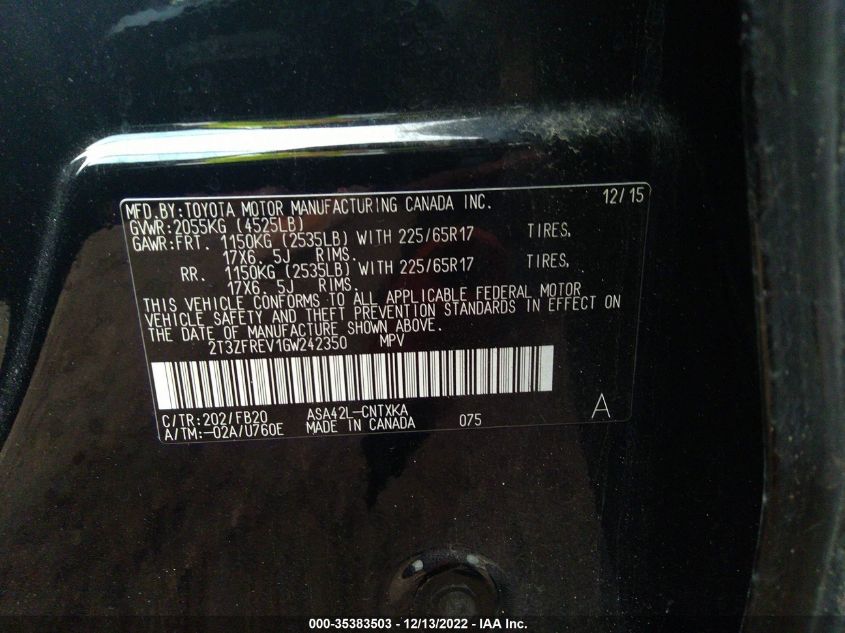 MFD.BY:TOYOTA MOTOR MANUFACTURING CANADA INC. 12/15
GVWR:2055KG (4525LB)
GAWR:FRT. 1150KG (2535LB) WITH 225/65R17 TIRES,
17X6. 5J RIMS.
RR. 1150KG (2535LB) WITH 225/65R17 TIRES,
17X6. 5J RIMS.
THIS VEHICLE CONFORMS TO ALL APPLICABLE FEDERAL MOTOR
VEHICLE SAFETY AND THEFT PREVENTION STANDARDS IN EFFECT ON
THE DATE OF MANUFACTURE SHOWN ABOVE.
2T3ZFREV1GW242350 MPV
C/TR:202/FB20 ASA42L-CNTXKA A
A/TM:-02A/U760E MADE IN CANADA 075
000-35383503 - 12/13/2022 - IAA Inc.